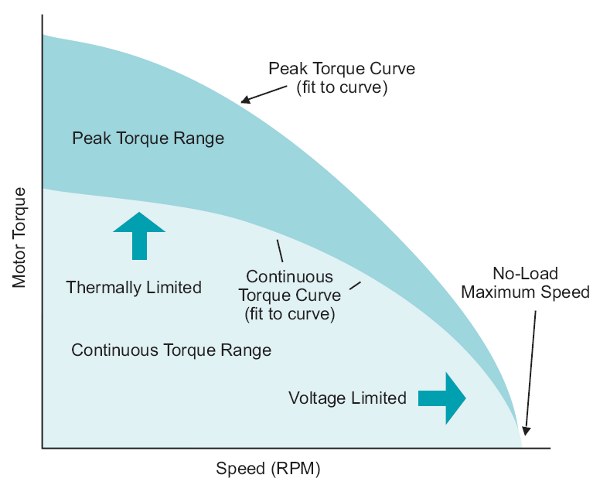 Peak Torque Curve
(fit to curve)
Peak Torque Range
Motor Torque
Thermally Limited
Continuous
Torque Curve
(fit to curve)
No-Load
Maximum Speed
Continuous Torque Range
Voltage Limited
Speed (RPM)